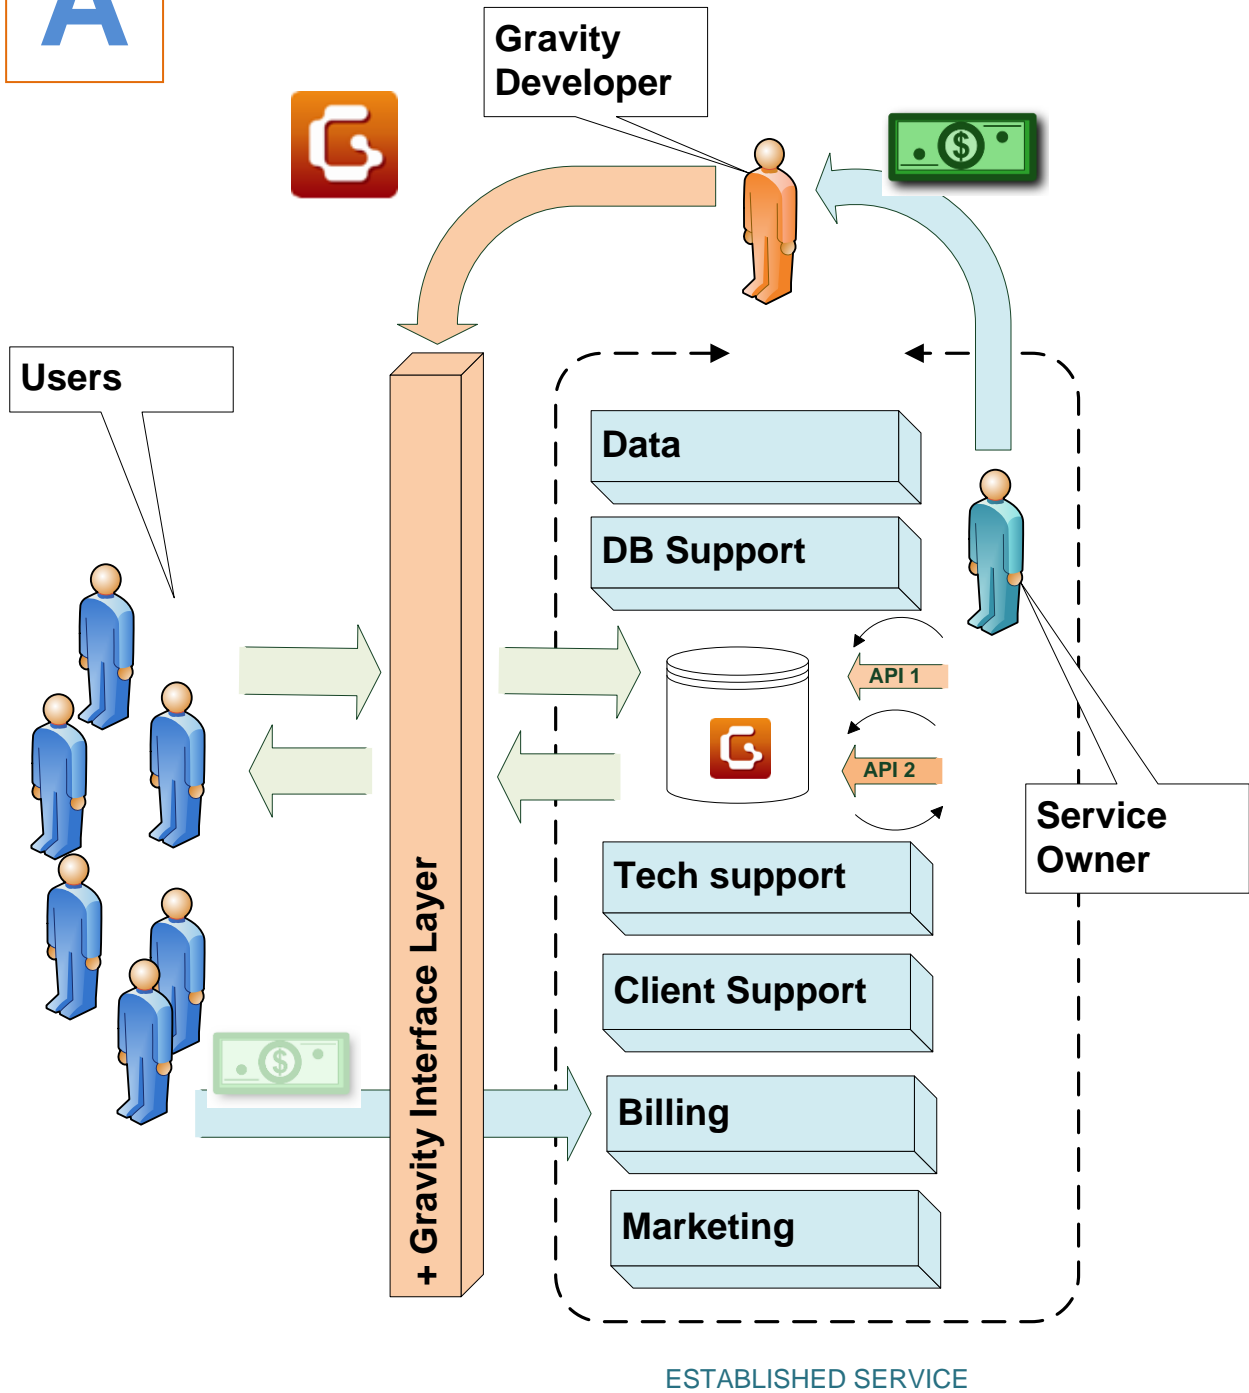 A
Gravity
Developer
Users
Data
DB Support
API 1
API 2
Service
Owner
Tech support
Client Support
Billing
Marketing
+ Gravity Interface Layer
ESTABLISHED SERVICE